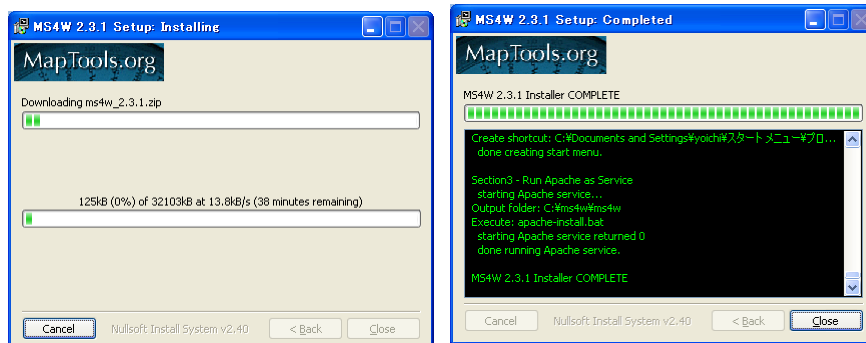 MS4W 2.3.1 Setup: Installing
MapTools.org
Downloading ms4w_2.3.1.zip
125kB (0%) of 32103kB at 13.8kB/s (38 minutes remaining)
Cancel
Nullsoft Install System v2.40
< Back
Close
MS4W 2.3.1 Setup: Completed
MapTools.org
MS4W 2.3.1 Installer COMPLETE
Create shortcut: C:¥Documents and Settings¥yoichi¥スタート メニュー¥プロ...
done creating start menu.
Section3 - Run Apache as Service
starting Apache service...
Output folder: C:¥ms4w¥ms4w
Execute: apache-install.bat
starting Apache service returned 0
done running Apache service.
MS4W 2.3.1 Installer COMPLETE
Cancel
Nullsoft Install System v2.40
< Back
Close